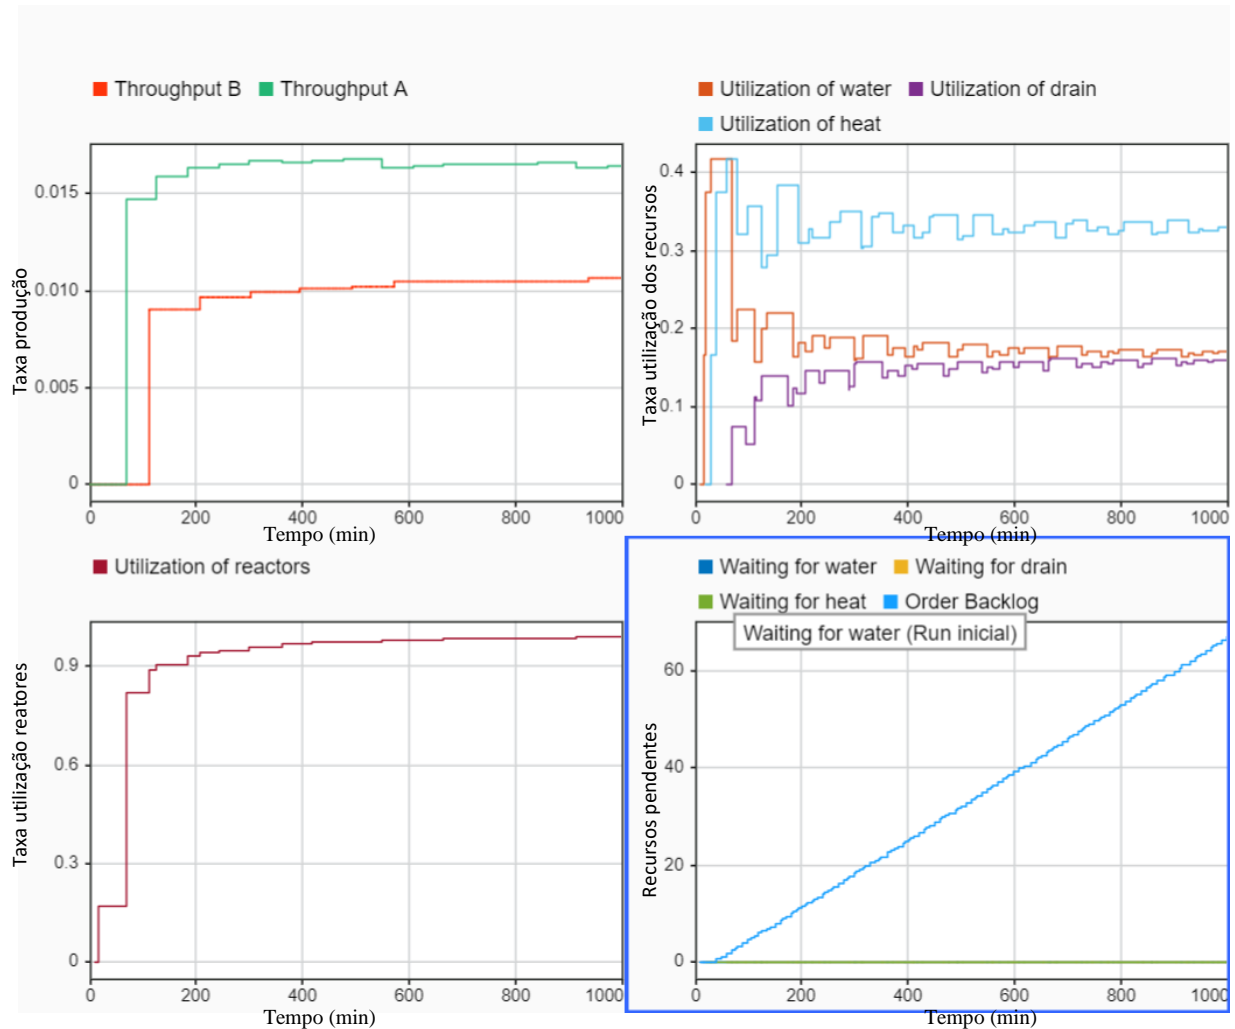 Throughput B Throughput A
Taxa produção
0.015
0.010
0.005
0
0 200 400 600 800 1000
Tempo (min)
Utilization of water Utilization of drain
Utilization of heat
Taxa utilização dos recursos
0.4
0.3
0.2
0.1
0
0 200 400 600 800 1000
Tempo (min)
Utilization of reactors
Taxa utilização reatores
0.9
0.6
0.3
0
0 200 400 600 800 1000
Tempo (min)
Waiting for water Waiting for drain
Waiting for heat Order Backlog
Waiting for water (Run inicial)
Recursos pendentes
60
40
20
0
0 200 400 600 800 1000
Tempo (min)